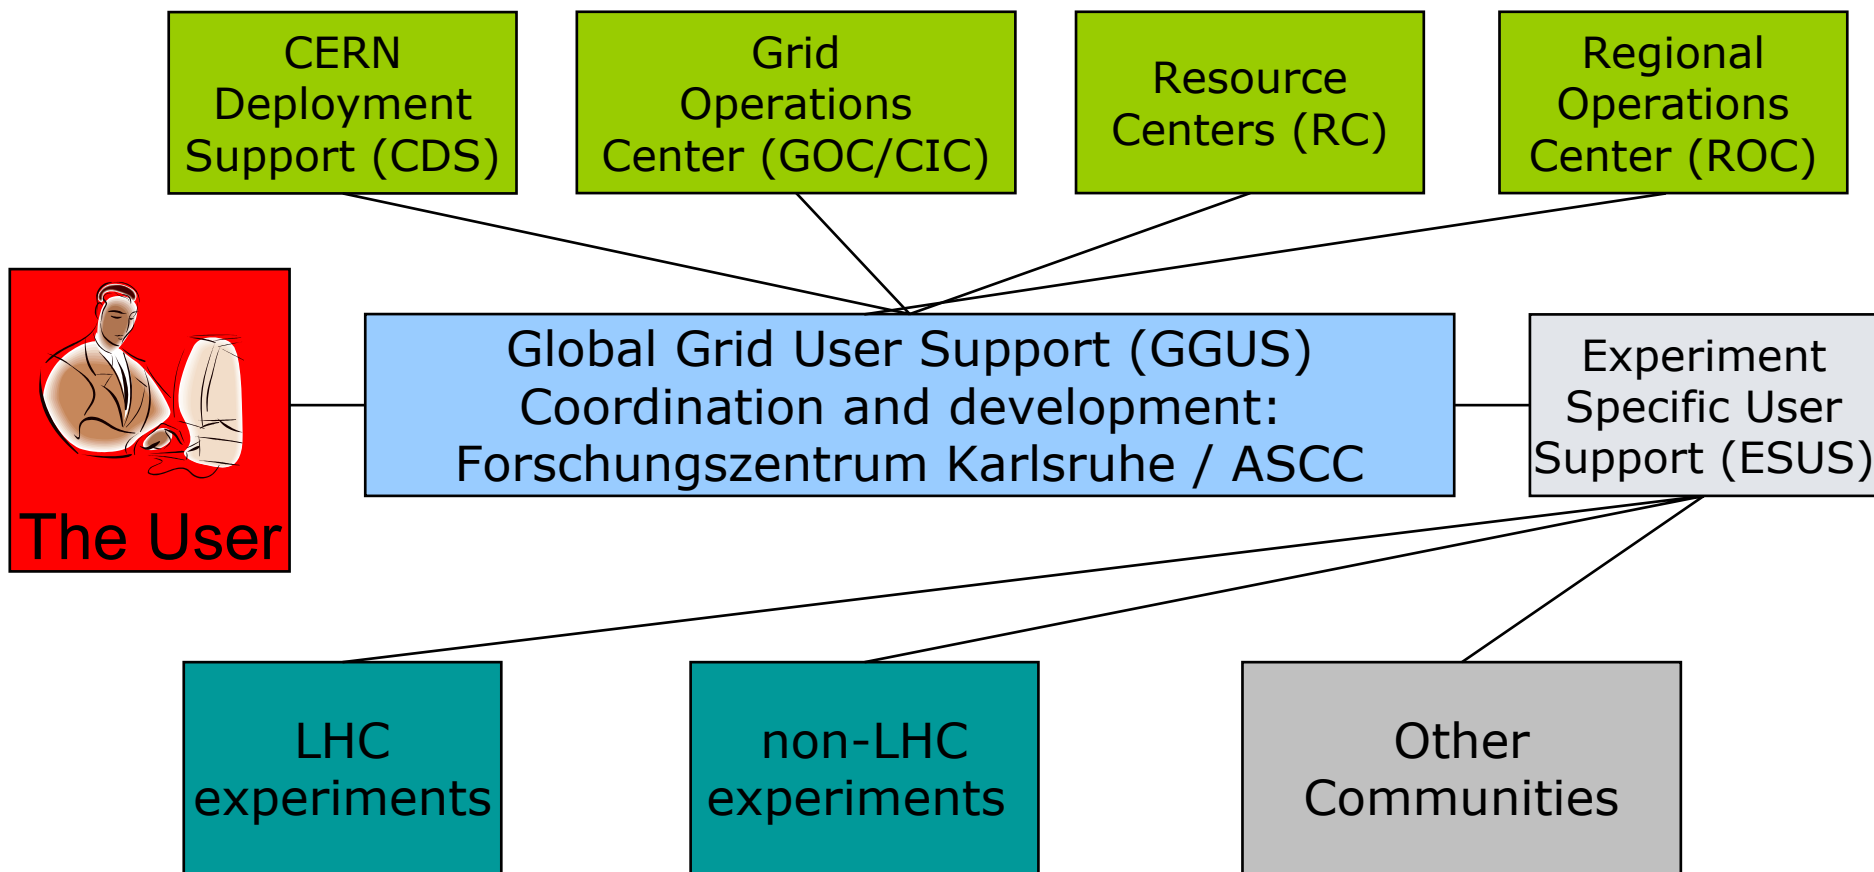 CERN
Deployment
Support (CDS)
Grid
Operations
Center (GOC/CIC)
Resource
Centers (RC)
Regional
Operations
Center (ROC)
The User
Global Grid User Support (GGUS)
Coordination and development:
Forschungszentrum Karlsruhe / ASCC
Experiment
Specific User
Support (ESUS)
LHC
experiments
non-LHC
experiments
Other
Communities